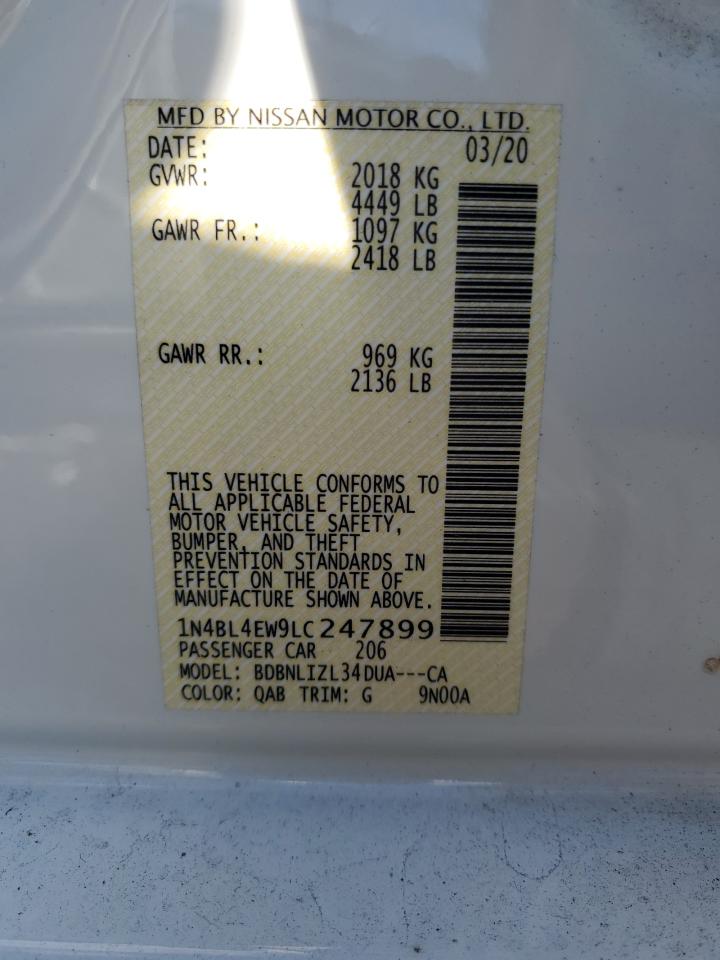 MFD BY NISSAN MOTOR CO., LTD.
DATE: 03/20
GVWR: 2018 KG
4449 LB
GAWR FR.: 1097 KG
2418 LB
GAWR RR.: 969 KG
2136 LB
THIS VEHICLE CONFORMS TO
ALL APPLICABLE FEDERAL
MOTOR VEHICLE SAFETY,
BUMPER, AND THEFT
PREVENTION STANDARDS IN
EFFECT ON THE DATE OF
MANUFACTURE SHOWN ABOVE.
1N4BL4EW9LC247899
PASSENGER CAR 206
MODEL: BDBNLIZL34DUA---CA
COLOR: QAB TRIM: G 9N00A